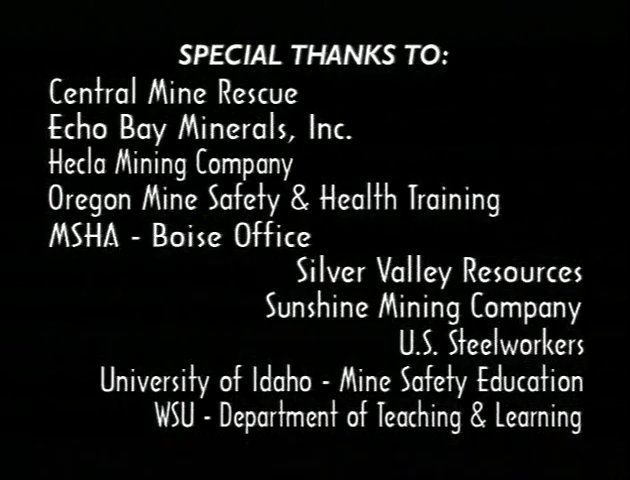 SPECIAL THANKS TO:
Central Mine Rescue
Echo Bay Minerals, Inc.
Hecla Mining Company
Oregon Mine Safety & Health Training
MSHA - Boise Office
Silver Valley Resources
Sunshine Mining Company
U.S. Steelworkers
University of Idaho - Mine Safety Education
WSU - Department of Teaching & Learning